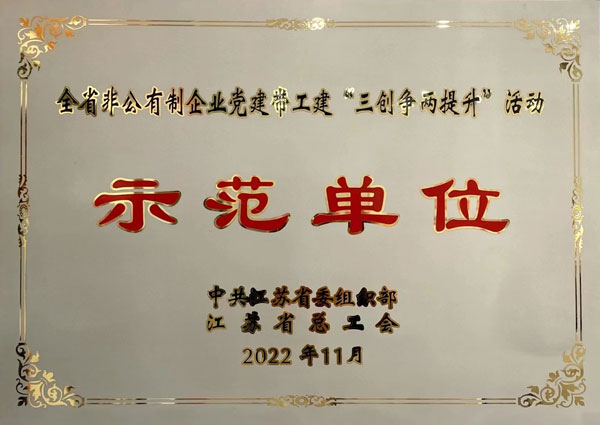 全省非公有制企业党建带工建“三创争两提升”活动
示范单位
中共江苏省委组织部
江苏省总工会
2022年11月